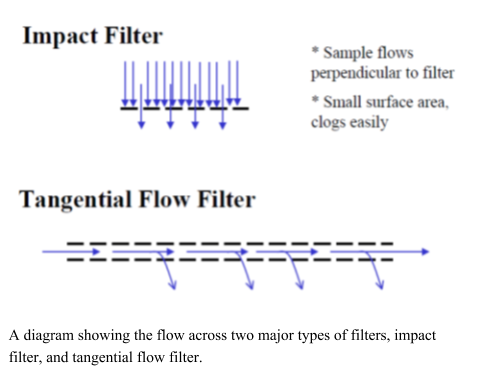 Impact Filter
* Sample flows
perpendicular to filter
* Small surface area,
clogs easily
Tangential Flow Filter
A diagram showing the flow across two major types of filters, impact
filter, and tangential flow filter.